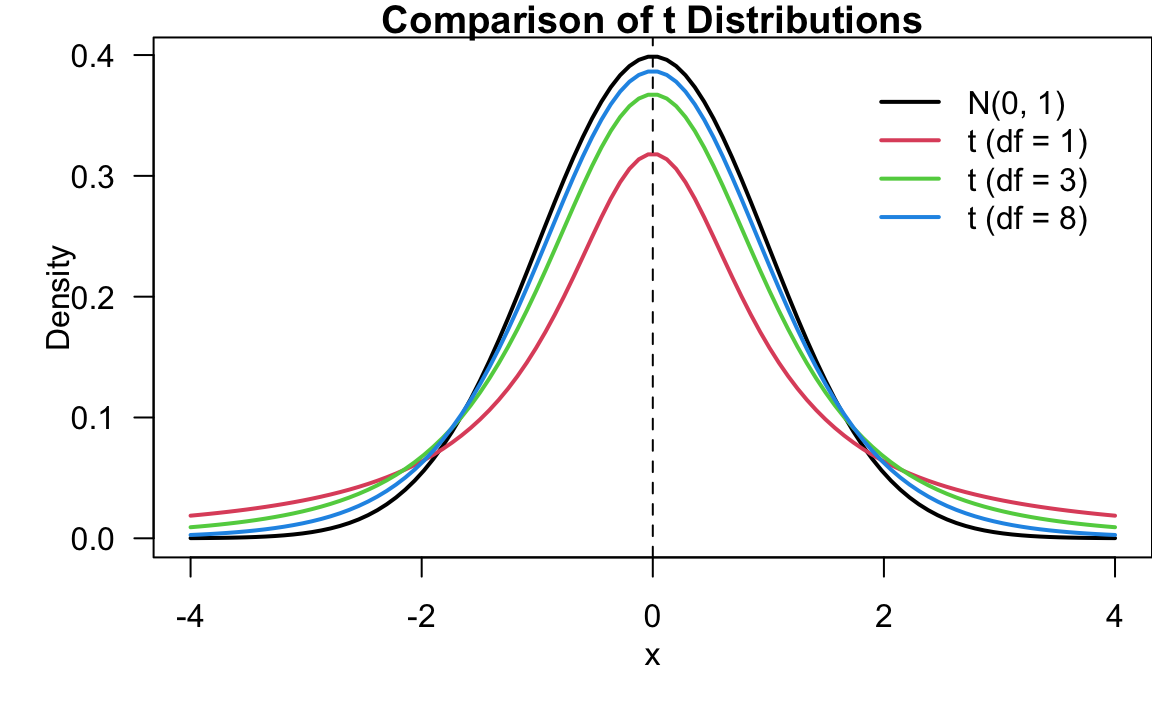 Comparison of t Distributions
N(0, 1)
t (df = 1)
t (df = 3)
t (df = 8)
Density
0.4
0.3
0.2
0.1
0.0
-4 -2 0 2 4
x